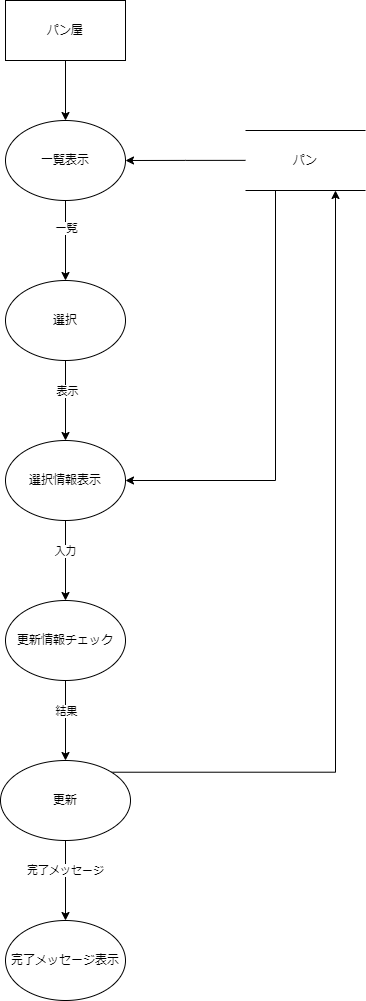 パン屋
一覧表示
パン
一覧
選択
表示
選択情報表示
入力
更新情報チェック
結果
更新
完了メッセージ
完了メッセージ表示